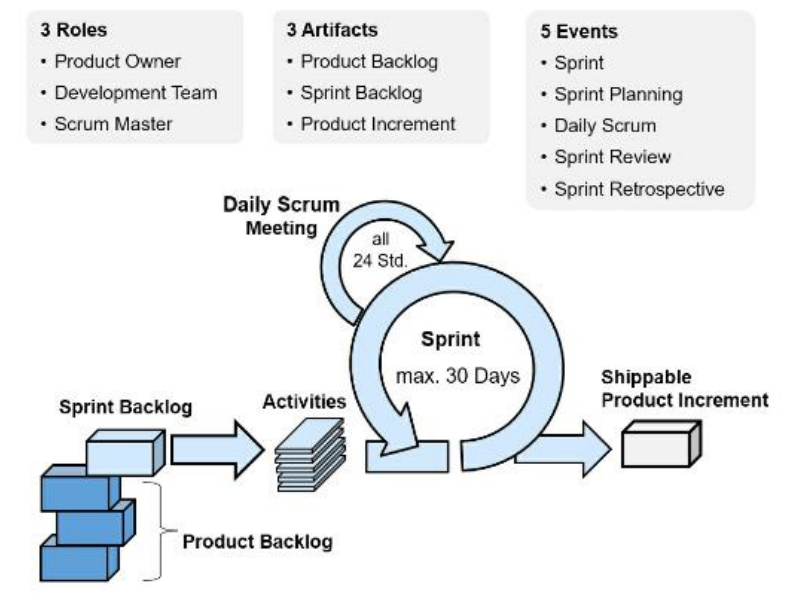 3 Roles
• Product Owner
• Development Team
• Scrum Master
3 Artifacts
• Product Backlog
• Sprint Backlog
• Product Increment
5 Events
• Sprint
• Sprint Planning
• Daily Scrum
• Sprint Review
• Sprint Retrospective
Daily Scrum
Meeting
all
24 Std.
Sprint
max. 30 Days
Sprint Backlog
Activities
Shippable
Product Increment
Product Backlog